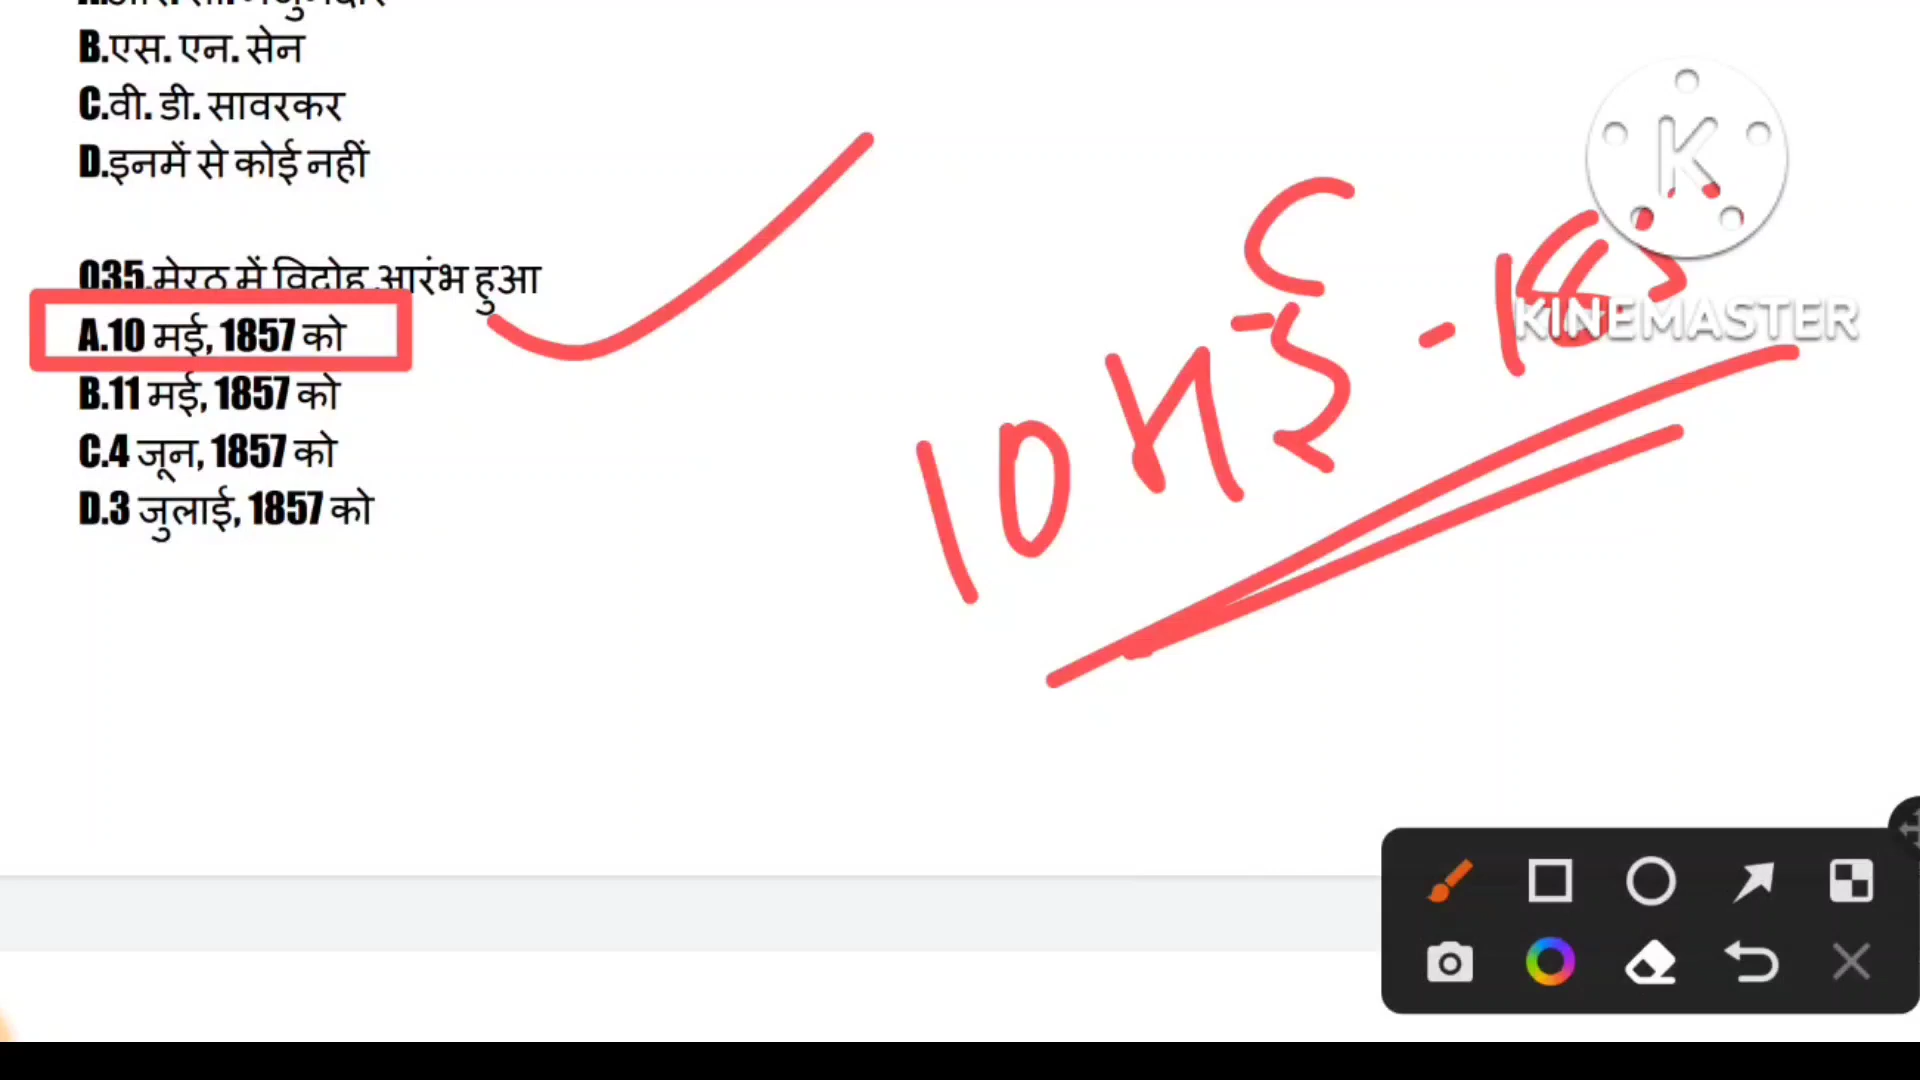 B.एस. एन. सेन
C.वी. डी. सावरकर
D.इनमें से कोई नहीं
Q35.मेरठ में विद्रोह आरंभ हुआ
A.10 मई, 1857 को
B.11 मई, 1857 को
C.4 जून, 1857 को
D.3 जुलाई, 1857 को
10 मई -
K
KINEMASTER